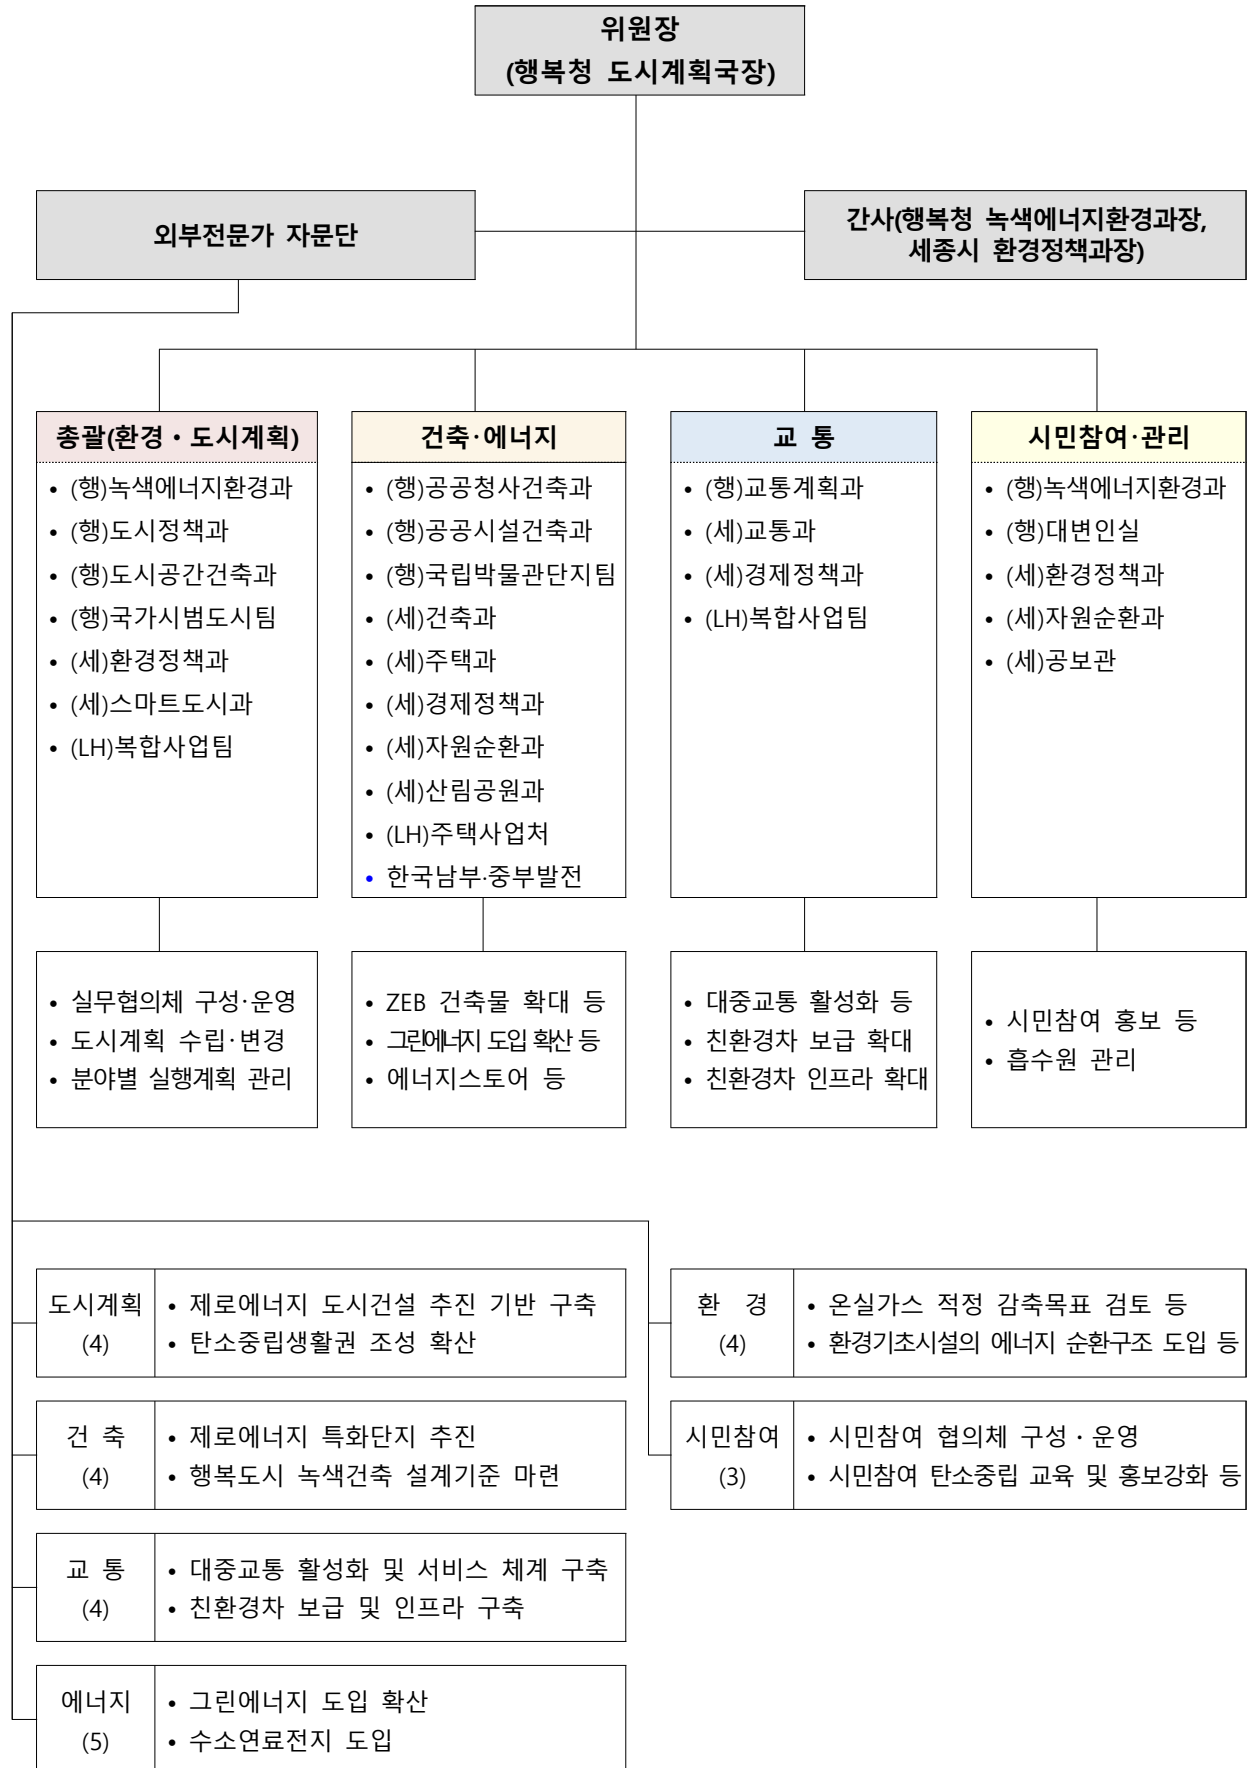 위원장
(행복청 도시계획국장)
외부전문가 자문단
간사(행복청 녹색에너지환경과장,
세종시 환경정책과장)
총괄(환경・도시계획)
• (행)녹색에너지환경과
• (행)도시정책과
• (행)도시공간건축과
• (행)국가시범도시팀
• (세)환경정책과
• (세)스마트도시과
• (LH)복합사업팀
건축·에너지
• (행)공공청사건축과
• (행)공공시설건축과
• (행)국립박물관단지팀
• (세)건축과
• (세)주택과
• (세)경제정책과
• (세)자원순환과
• (세)산림공원과
• (LH)주택사업처
• 한국남부·중부발전
교 통
• (행)교통계획과
• (세)교통과
• (세)경제정책과
• (LH)복합사업팀
시민참여·관리
• (행)녹색에너지환경과
• (행)대변인실
• (세)환경정책과
• (세)자원순환과
• (세)공보관
• 실무협의체 구성·운영
• 도시계획 수립·변경
• 분야별 실행계획 관리
• ZEB 건축물 확대 등
• 그린에너지 도입 확산 등
• 에너지스토어 등
• 대중교통 활성화 등
• 친환경차 보급 확대
• 친환경차 인프라 확대
• 시민참여 홍보 등
• 흡수원 관리
도시계획
(4)
• 제로에너지 도시건설 추진 기반 구축
• 탄소중립생활권 조성 확산
환 경
(4)
• 온실가스 적정 감축목표 검토 등
• 환경기초시설의 에너지 순환구조 도입 등
건 축
(4)
• 제로에너지 특화단지 추진
• 행복도시 녹색건축 설계기준 마련
시민참여
(3)
• 시민참여 협의체 구성・운영
• 시민참여 탄소중립 교육 및 홍보강화 등
교 통
(4)
• 대중교통 활성화 및 서비스 체계 구축
• 친환경차 보급 및 인프라 구축
에너지
(5)
• 그린에너지 도입 확산
• 수소연료전지 도입